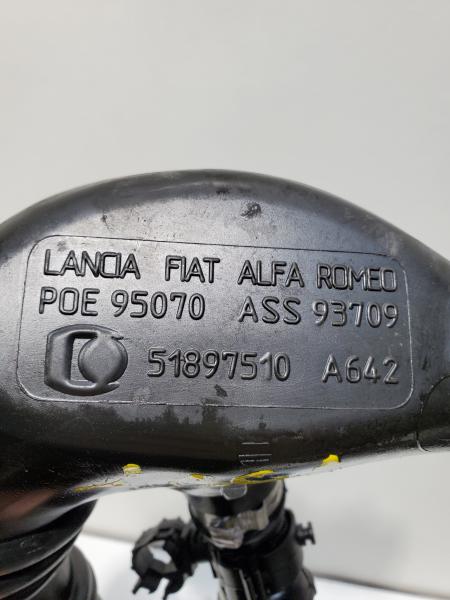 LANCIA FIAT ALFA ROMEO
POE 95070 ASS 93709
51897510 A642